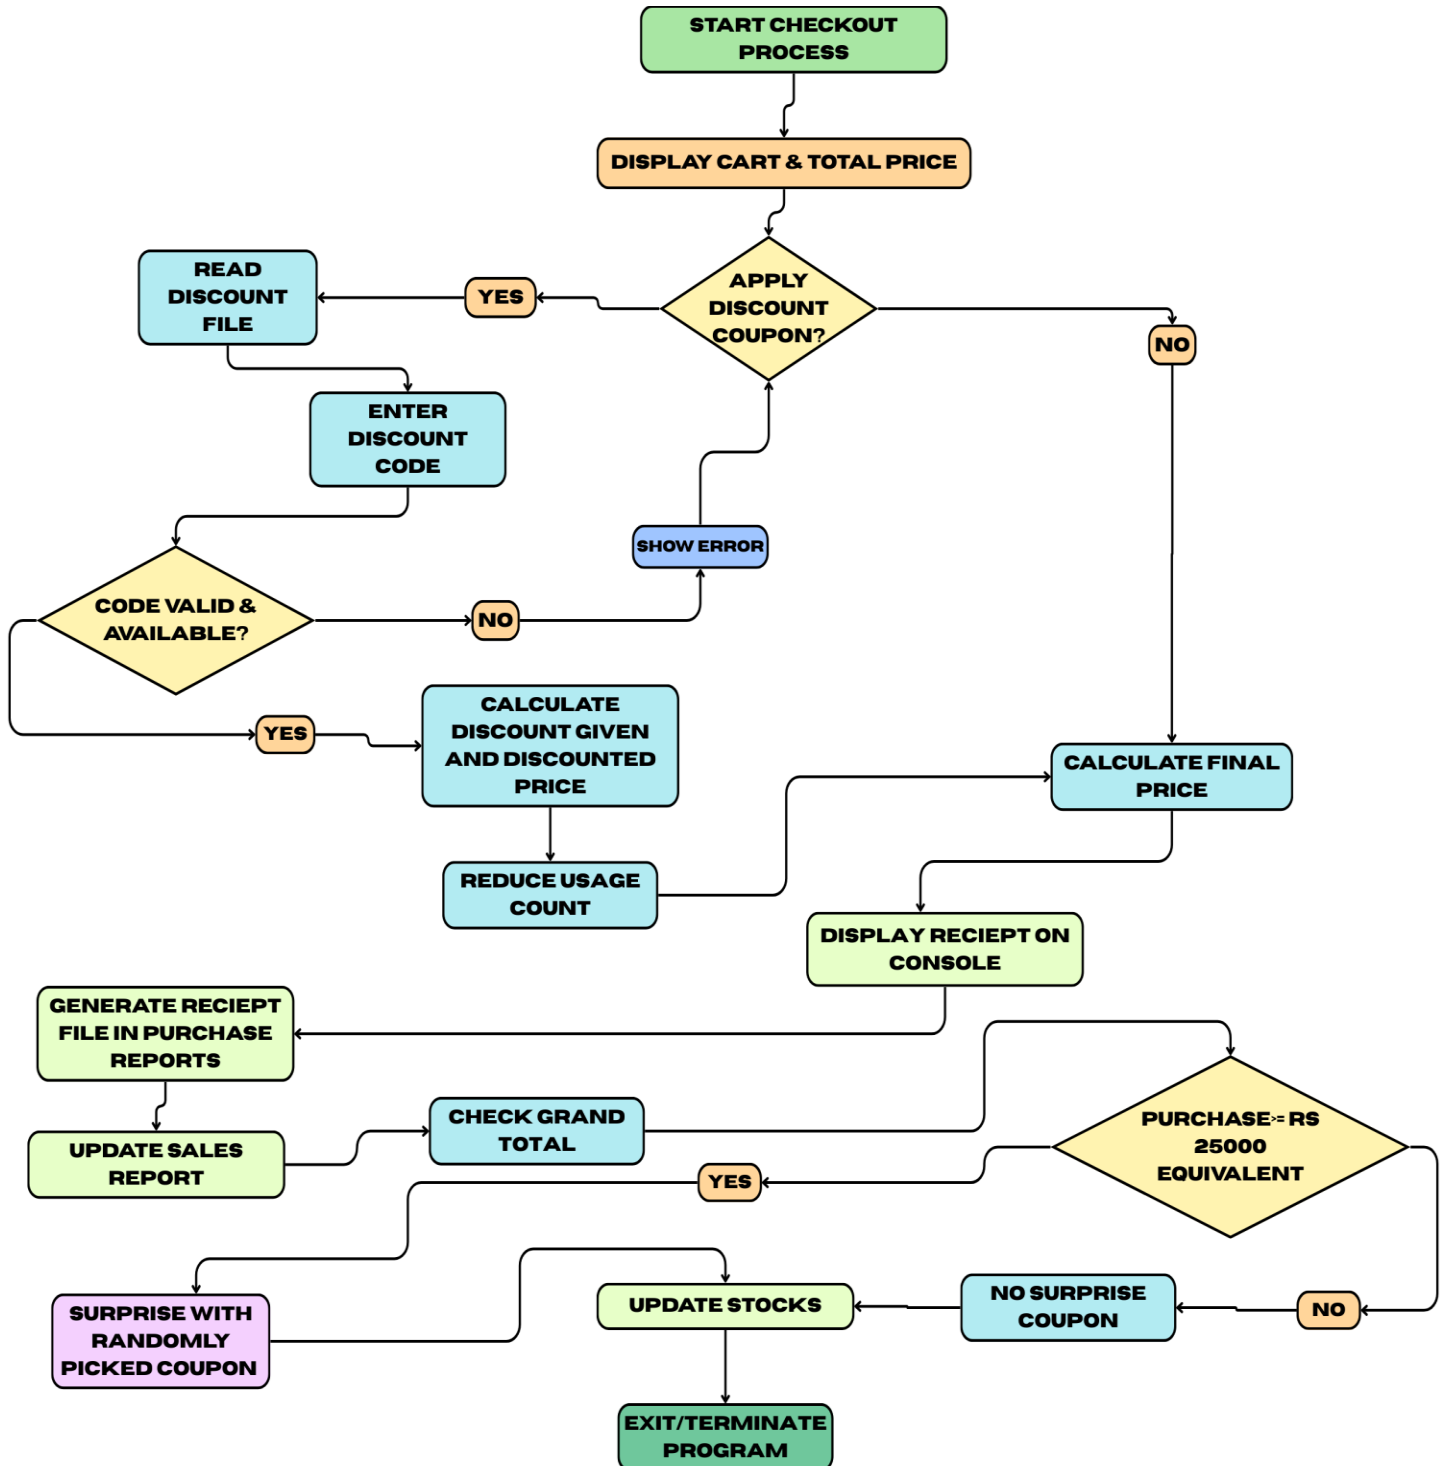 START CHECKOUT
PROCESS
DISPLAY CART & TOTAL PRICE
APPLY
DISCOUNT
COUPON?
YES
READ
DISCOUNT
FILE
NO
ENTER
DISCOUNT
CODE
SHOW ERROR
CODE VALID &
AVAILABLE?
NO
YES
CALCULATE
DISCOUNT GIVEN
AND DISCOUNTED
PRICE
CALCULATE FINAL
PRICE
REDUCE USAGE
COUNT
DISPLAY RECIEPT ON
CONSOLE
GENERATE RECIEPT
FILE IN PURCHASE
REPORTS
UPDATE SALES
REPORT
CHECK GRAND
TOTAL
PURCHASE>= RS
25000
EQUIVALENT
YES
SURPRISE WITH
RANDOMLY
PICKED COUPON
UPDATE STOCKS
NO SURPRISE
COUPON
NO
EXIT/TERMINATE
PROGRAM